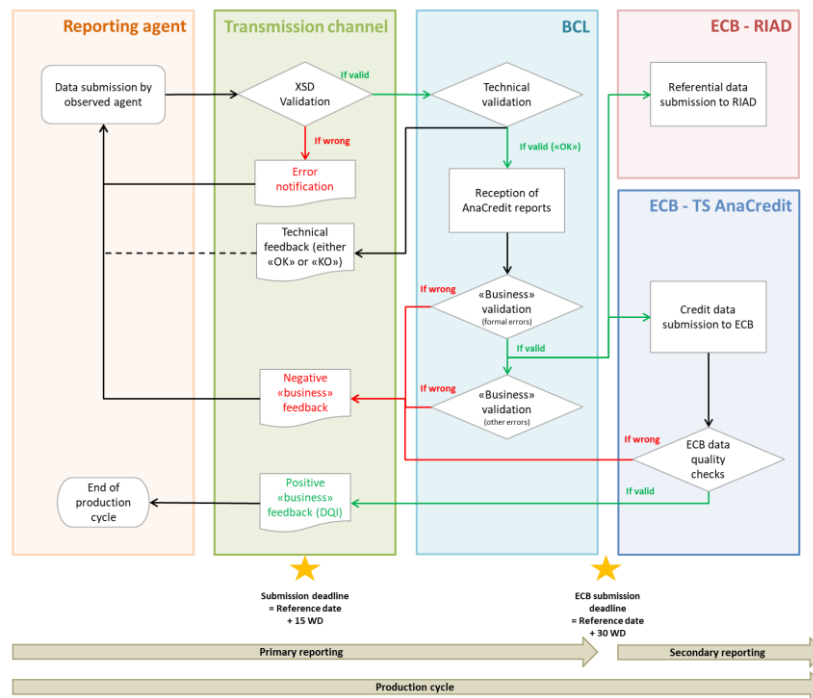 Reporting agent
Transmission channel
BCL
ECB - RIAD
Data submission by
observed agent
XSD
Validation
If valid
Technical
validation
Referential data
submission to RIAD
If wrong
If valid («OK»)
Error
notification
Reception of
AnaCredit reports
ECB - TS AnaCredit
Technical
feedback (either
«OK» or «KO»)
If wrong
«Business»
validation
(formal errors)
Credit data
submission to ECB
If valid
Negative
«business»
feedback
If wrong
«Business»
validation
(other errors)
If wrong
ECB data
quality
checks
End of
production
cycle
Positive
«business»
feedback (DQI)
If valid
Submission deadline
= Reference date
+ 15 WD
ECB submission
deadline
= Reference date
+ 30 WD
Primary reporting
Secondary reporting
Production cycle